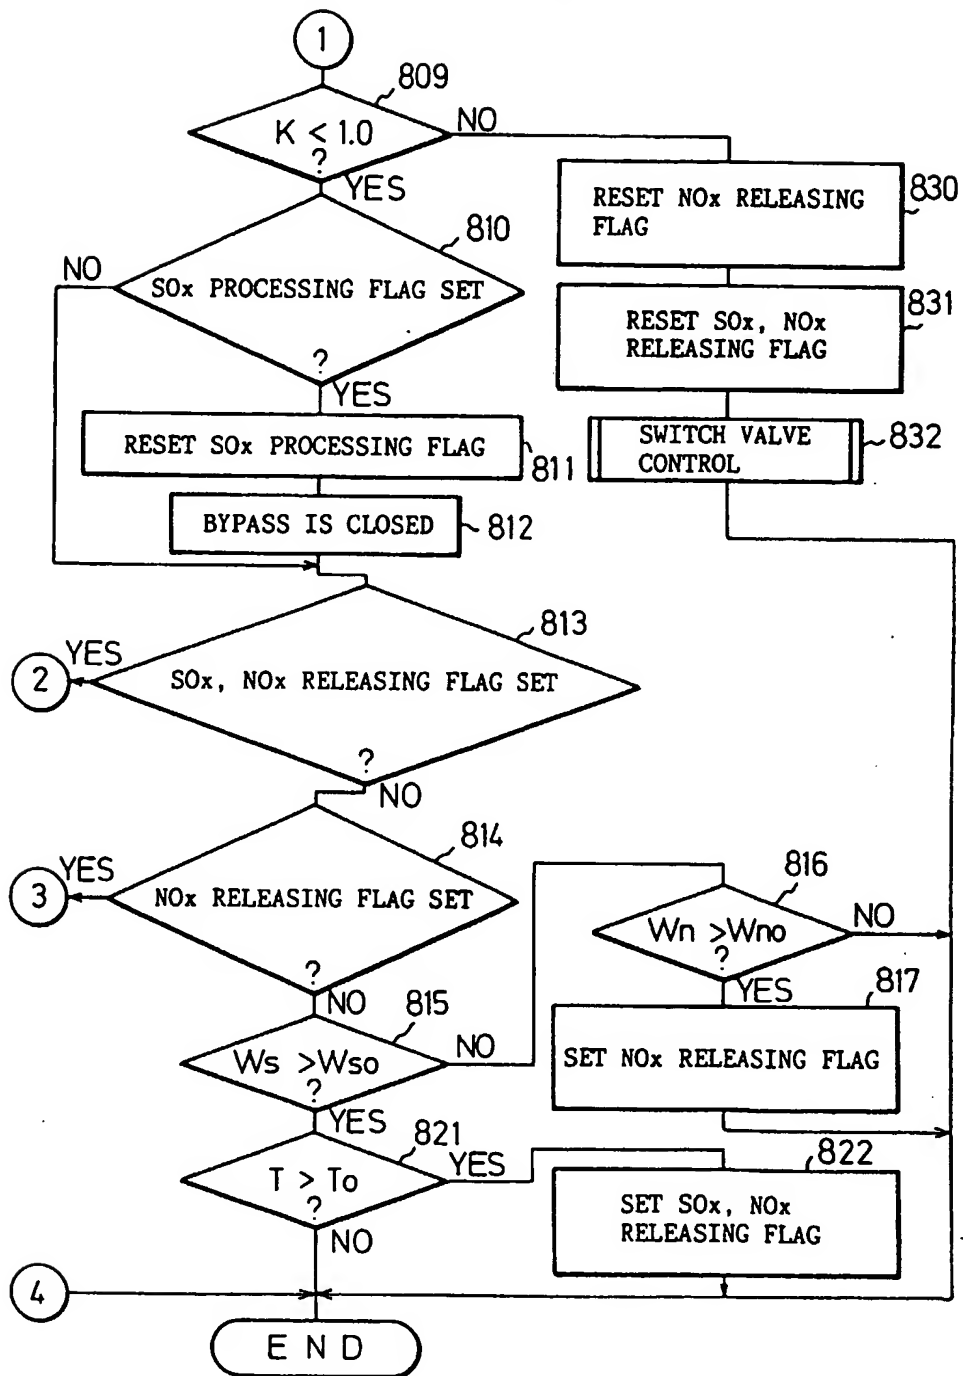 1
809
K < 1.0
?
NO
YES
830
RESET NOx RELEASING
FLAG
810
NO
SOx PROCESSING FLAG SET
?
YES
831
RESET SOx, NOx
RELEASING FLAG
RESET SOx PROCESSING FLAG
811
SWITCH VALVE
CONTROL
832
BYPASS IS CLOSED
812
813
YES
2
SOx, NOx RELEASING FLAG SET
?
NO
814
YES
3
NOx RELEASING FLAG SET
?
NO
816
Wn >Wno
?
NO
YES
817
SET NOx RELEASING FLAG
815
Ws >Wso
?
NO
YES
821
T > To
?
YES
NO
822
SET SOx, NOx
RELEASING FLAG
4
E N D